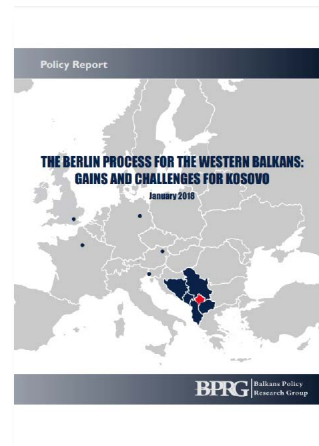 Policy Report
THE BERLIN PROCESS FOR THE WESTERN BALKANS:
GAINS AND CHALLENGES FOR KOSOVO
January 2018
BPRG Balkans Policy
Research Group